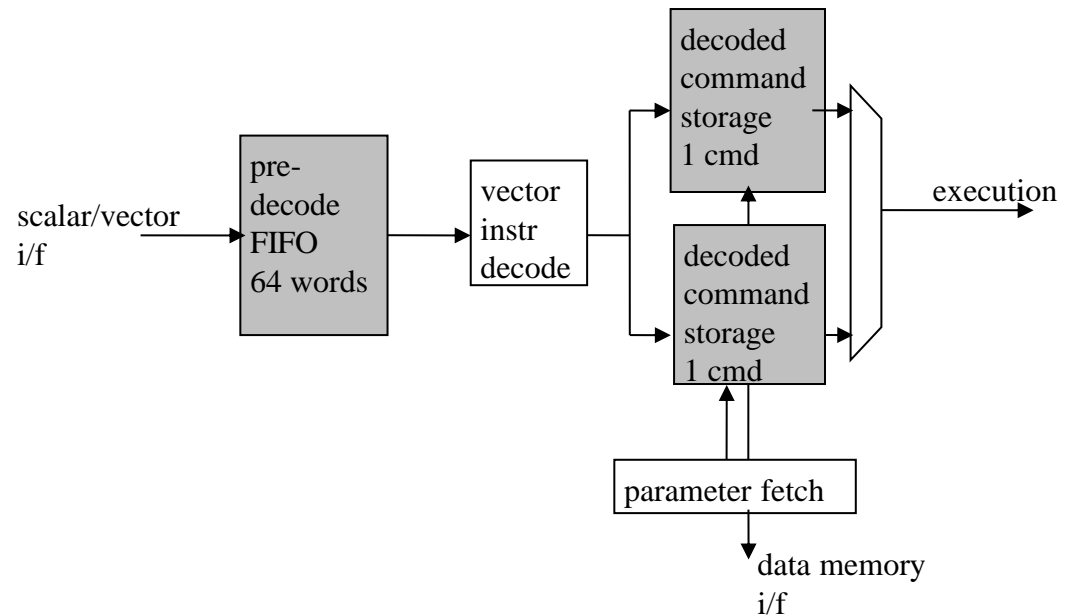 scalar/vector
i/f
pre-
decode
FIFO
64 words
vector
instr
decode
decoded
command
storage
1 cmd
decoded
command
storage
1 cmd
execution
parameter fetch
data memory
i/f